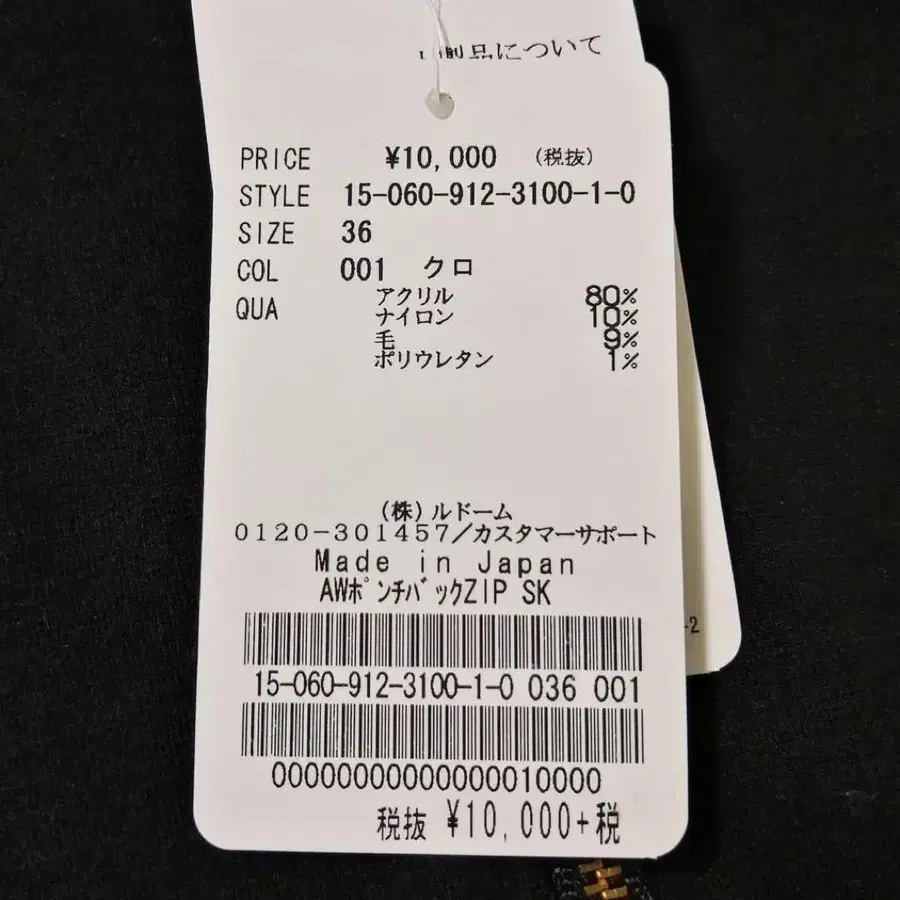 製品について
PRICE ¥10,000 (税抜)
STYLE 15-060-912-3100-1-0
SIZE 36
COL 001 クロ
QUA アクリル 80%
ナイロン 10%
毛 9%
ポリウレタン 1%
(株)ルドーム
0120-301457/カスタマーサポート
Made in Japan
AWポンチバックZIP SK
-2
15-060-912-3100-1-0 036 001
00000000000000010000
税抜 ¥10,000+税